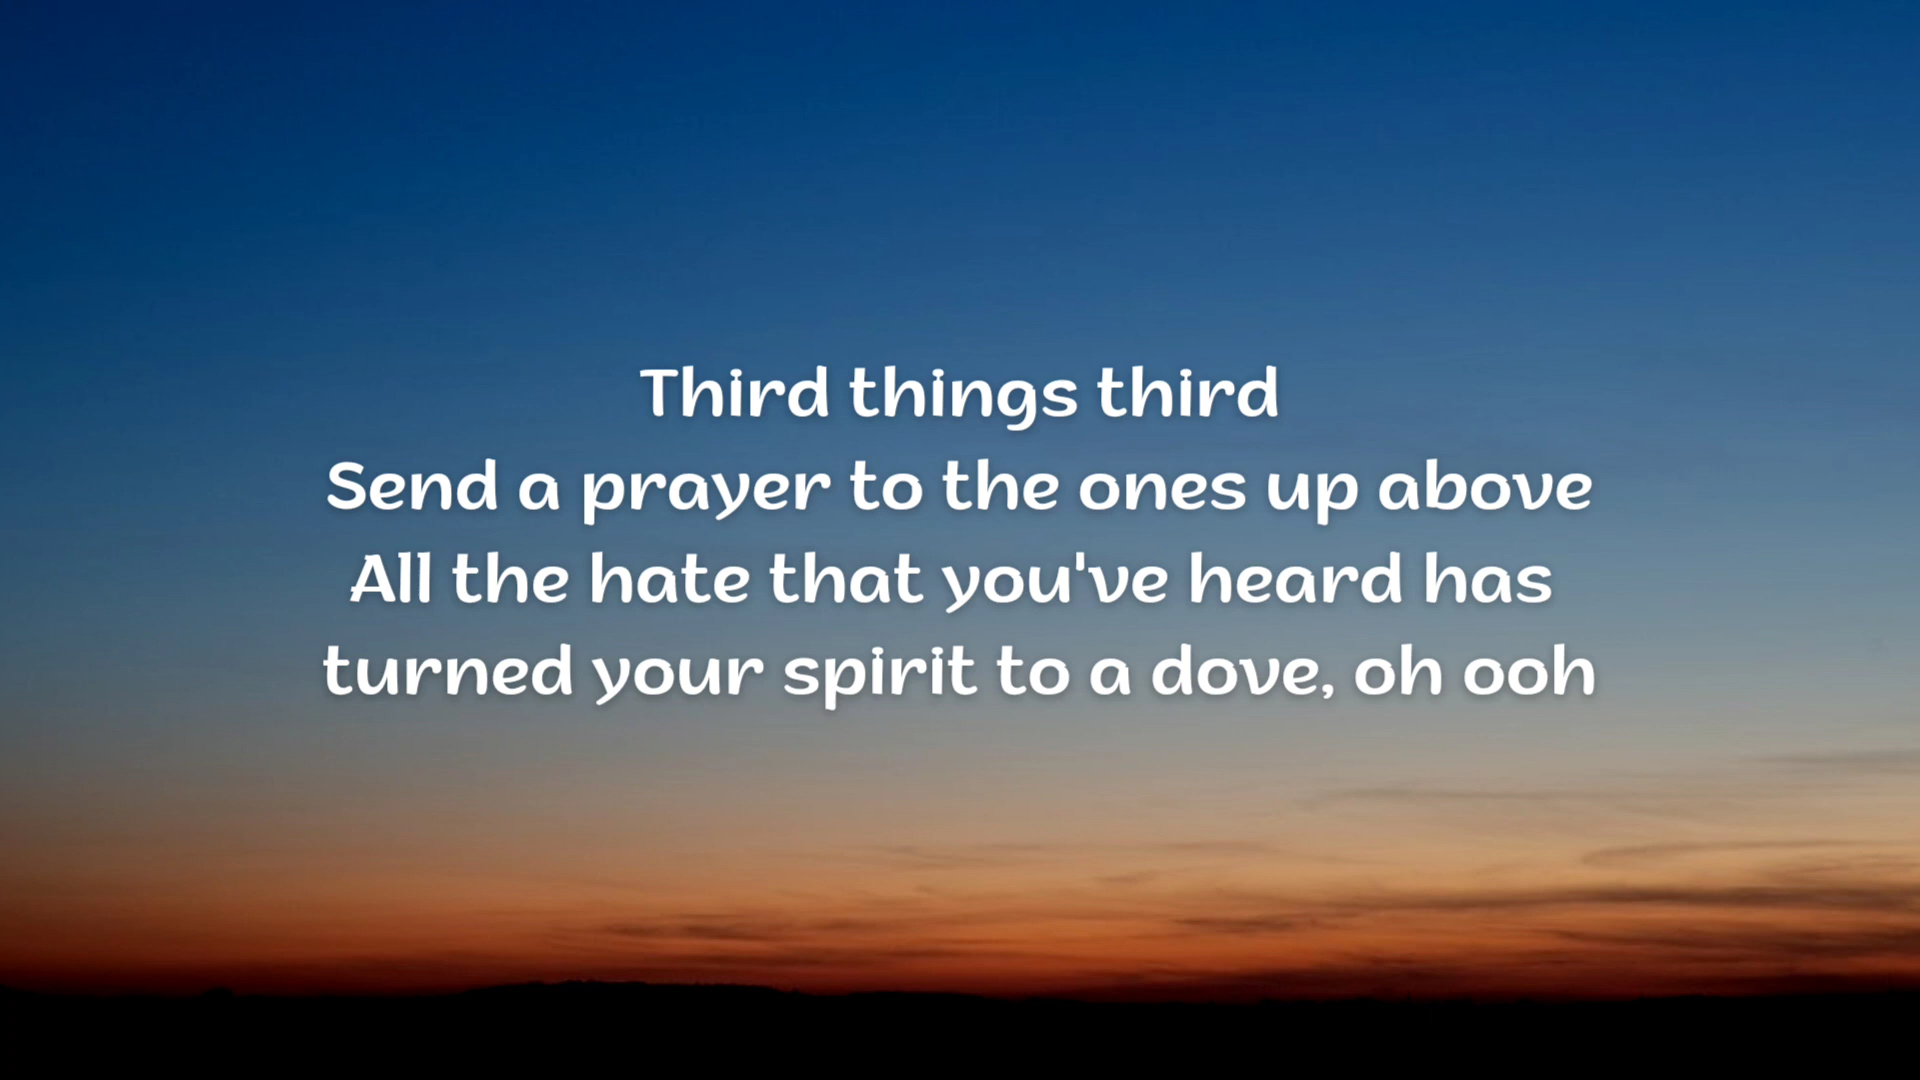 Third things third
Send a prayer to the ones up above
All the hate that you've heard has
turned your spirit to a dove, oh ooh